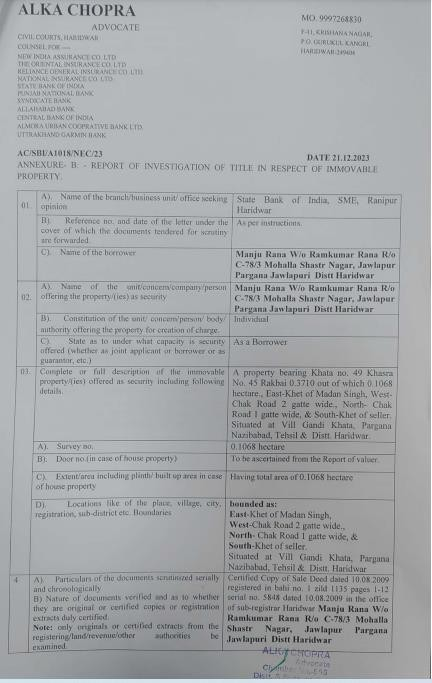 ALKA CHOPRA
ADVOCATE
MO. 9997268830
CIVIL COURTS, HARIDWAR
COUNSEL FOR ----
F-11, KRISHANA NAGAR,
P.O. GURUKUL KANGRI,
HARIDWAR-249404
NEW INDIA ASSURANCE CO. LTD
THE ORIENTAL INSURANCE CO. LTD
RELIANCE GENERAL INSURANCE CO. LTD.
NATIONAL INSURANCE CO. LTD
STATE BANK OF INDIA
PUNJAB NATIONAL BANK
SYNDICATE BANK
ALLAHABAD BANK
CENTRAL BANK OF INDIA
ALMORA URBAN COOPRATIVE BANK LTD.
UTTRAKHAND GARMIN BANK
AC/SBI/A1018/NEC/23
DATE 21.12.2023
ANNEXURE- B: - REPORT OF INVESTIGATION OF TITLE IN RESPECT OF IMMOVABLE
PROPERTY.
01.
A). Name of the branch/business unit/ office seeking
opinion
State Bank of India, SME, Ranipur
Haridwar
B). Reference no. and date of the letter under the
cover of which the documents tendered for scrutiny
are forwarded.
As per instructions.
C). Name of the borrower
Manju Rana W/o Ramkumar Rana R/o
C-78/3 Mohalla Shastr Nagar, Jawlapur
Pargana Jawlapuri Distt Haridwar
02.
A). Name of the unit/concern/company/person
offering the property/(ies) as security
Manju Rana W/o Ramkumar Rana R/o
C-78/3 Mohalla Shastr Nagar, Jawlapur
Pargana Jawlapuri Distt Haridwar
B). Constitution of the unit/ concern/person/ body/
authority offering the property for creation of charge.
Individual
C). State as to under what capacity is security
offered (whether as joint applicant or borrower or as
guarantor, etc.)
As a Borrower
03.
Complete or full description of the immovable
property/(ies) offered as security including following
details.
A property bearing Khata no. 49 Khasra
No. 45 Rakbai 0.3710 out of which 0.1068
hectare., East-Khet of Madan Singh, West-
Chak Road 2 gatte wide., North- Chak
Road 1 gatte wide, & South-Khet of seller.
Situated at Vill Gandi Khata, Pargana
Nazibabad, Tehsil & Distt. Haridwar.
A). Survey no.
0.1068 hectare
B). Door no.(in case of house property)
To be ascertained from the Report of valuer.
C). Extent/area including plinth/ built up area in case
of house property
Having total area of 0.1068 hectare
D). Locations like of the place, village, city,
registration, sub-district etc. Boundaries
bounded as:
East-Khet of Madan Singh,
West-Chak Road 2 gatte wide.,
North- Chak Road 1 gatte wide, &
South-Khet of seller.
Situated at Vill Gandi Khata, Pargana
Nazibabad, Tehsil & Distt. Haridwar
4
A). Particulars of the documents scrutinized serially
and chronologically
B) Nature of documents verified and as to whether
they are original or certified copies or registration
extracts duly certified.
Note: only originals or certified extracts from the
registering/land/revenue/other authorities be
examined.
Certified Copy of Sale Deed dated 10.08.2009
registered in bahi no. 1 zild 1135 pages 1-12
serial no. 5848 dated 10.08.2009 in the office
of sub-registrar Haridwar Manju Rana W/o
Ramkumar Rana R/o C-78/3 Mohalla
Shastr Nagar, Jawlapur Pargana
Jawlapuri Distt Haridwar
ALKA CHOPRA
Advocate